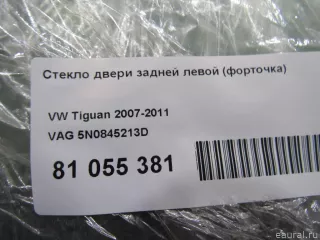 Стекло двери задней левой (форточка)
VW Tiguan 2007-2011
VAG 5N0845213D
81 055 381
eaural.ru